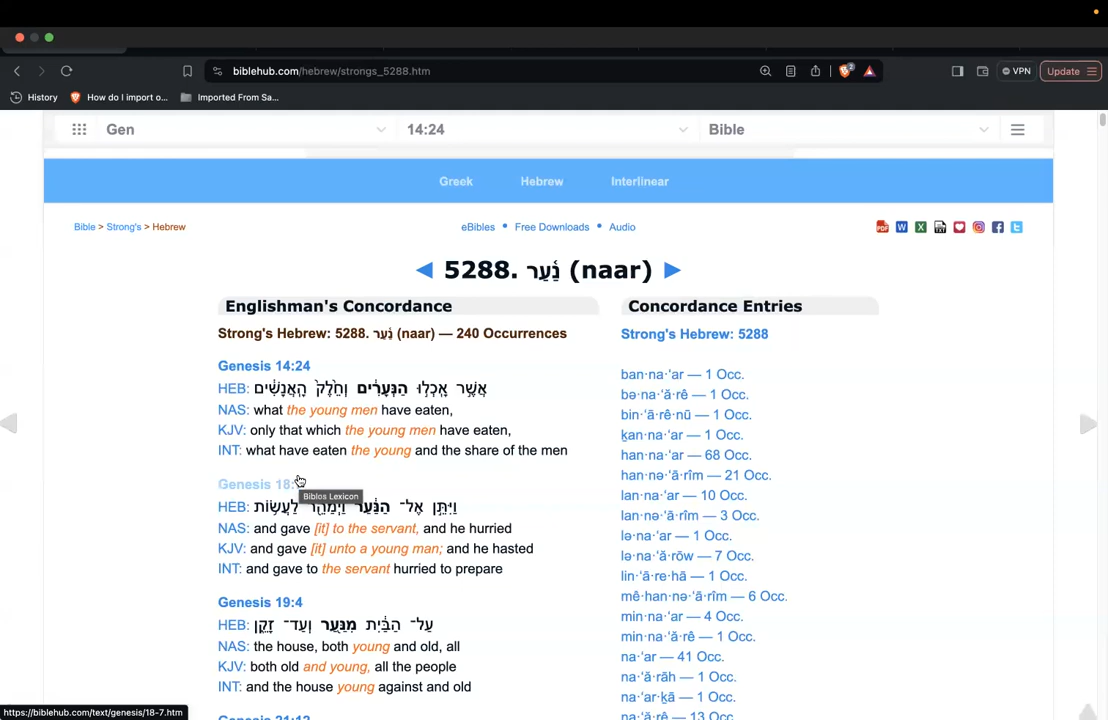 biblehub.com/hebrew/strongs_5288.htm
2
VPN
Update
History
How do I import o...
Imported From Sa...
Gen
14:24
Bible
Greek
Hebrew
Interlinear
Bible > Strong's > Hebrew
eBibles • Free Downloads • Audio
◄ 5288. נַ֫עַר (naar) ►
Englishman's Concordance
Strong's Hebrew: 5288. נַ֫עַר (naar) — 240 Occurrences
Genesis 14:24
HEB: אֲשֶׁ֣ר אָֽכְל֣וּ הַנְּעָרִ֔ים וְחֵ֙לֶק֙ הָֽאֲנָשִׁ֔ים
NAS: what the young men have eaten,
KJV: only that which the young men have eaten,
INT: what have eaten the young and the share of the men
Genesis 18:
Biblos Lexicon
HEB: וַיִּתֵּ֣ן אֶל־ הַנַּ֔עַר וַיְמַהֵ֖ר לַעֲשׂ֥וֹת
NAS: and gave [it] to the servant, and he hurried
KJV: and gave [it] unto a young man; and he hasted
INT: and gave to the servant hurried to prepare
Genesis 19:4
HEB: עַל־ הַבַּ֔יִת מִנַּ֖עַר וְעַד־ זָקֵ֑ן
NAS: the house, both young and old, all
KJV: both old and young, all the people
INT: and the house young against and old
Genesis 21:12
Concordance Entries
Strong's Hebrew: 5288
ban·na·‘ar — 1 Occ.
bə·na·‘ă·rê — 1 Occ.
bin·‘ā·rê·nū — 1 Occ.
ḵan·na·‘ar — 1 Occ.
han·na·‘ar — 68 Occ.
han·nə·‘ā·rîm — 21 Occ.
lan·na·‘ar — 10 Occ.
lan·nə·‘ā·rîm — 3 Occ.
lə·na·‘ar — 1 Occ.
lə·na·‘ă·rōw — 7 Occ.
lin·‘ā·re·hā — 1 Occ.
mê·han·nə·‘ā·rîm — 6 Occ.
min·na·‘ar — 4 Occ.
min·na·‘ă·rê — 1 Occ.
na·‘ar — 41 Occ.
na·‘ă·rāh — 1 Occ.
na·‘ar·ḵā — 1 Occ.
na·‘ă·rê — 13 Occ.
https://biblehub.com/text/genesis/18-7.htm